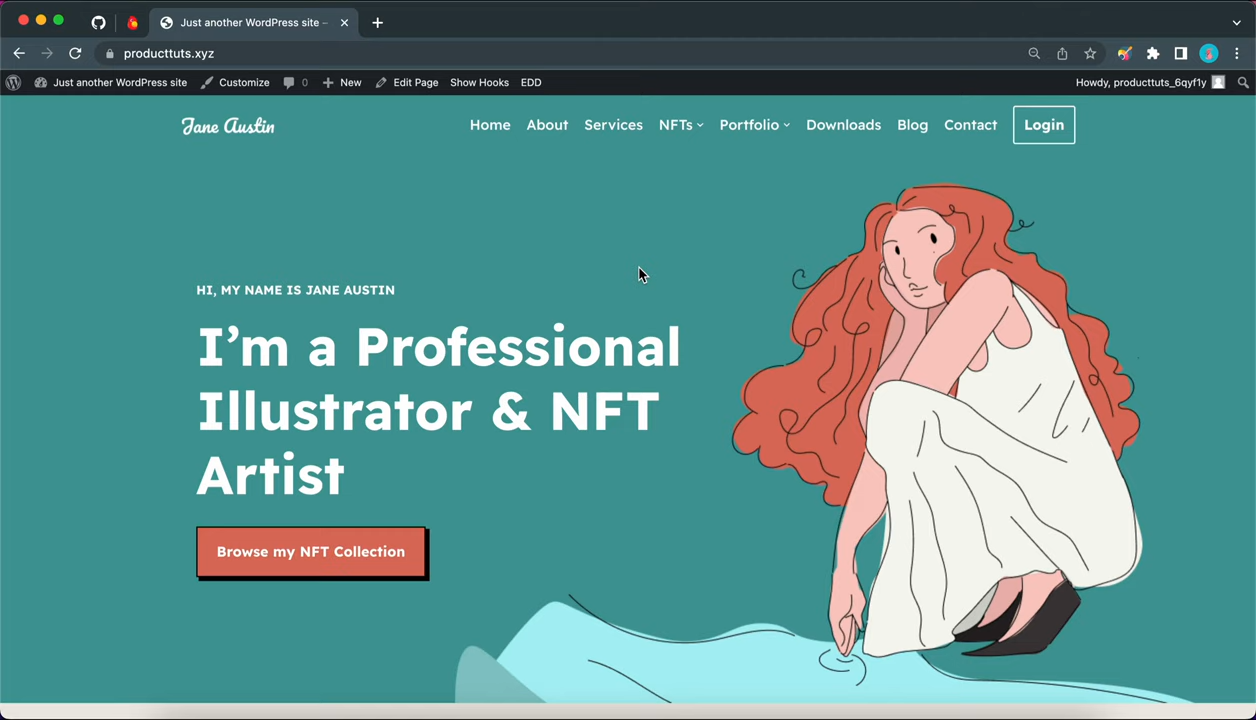 Just another WordPress site –
producttuts.xyz
Just another WordPress site Customize 0 New Edit Page Show Hooks EDD Howdy, producttuts_6qyf1y
Jane Austin Home About Services NFTs Portfolio Downloads Blog Contact Login
HI, MY NAME IS JANE AUSTIN
I’m a Professional
Illustrator & NFT
Artist
Browse my NFT Collection